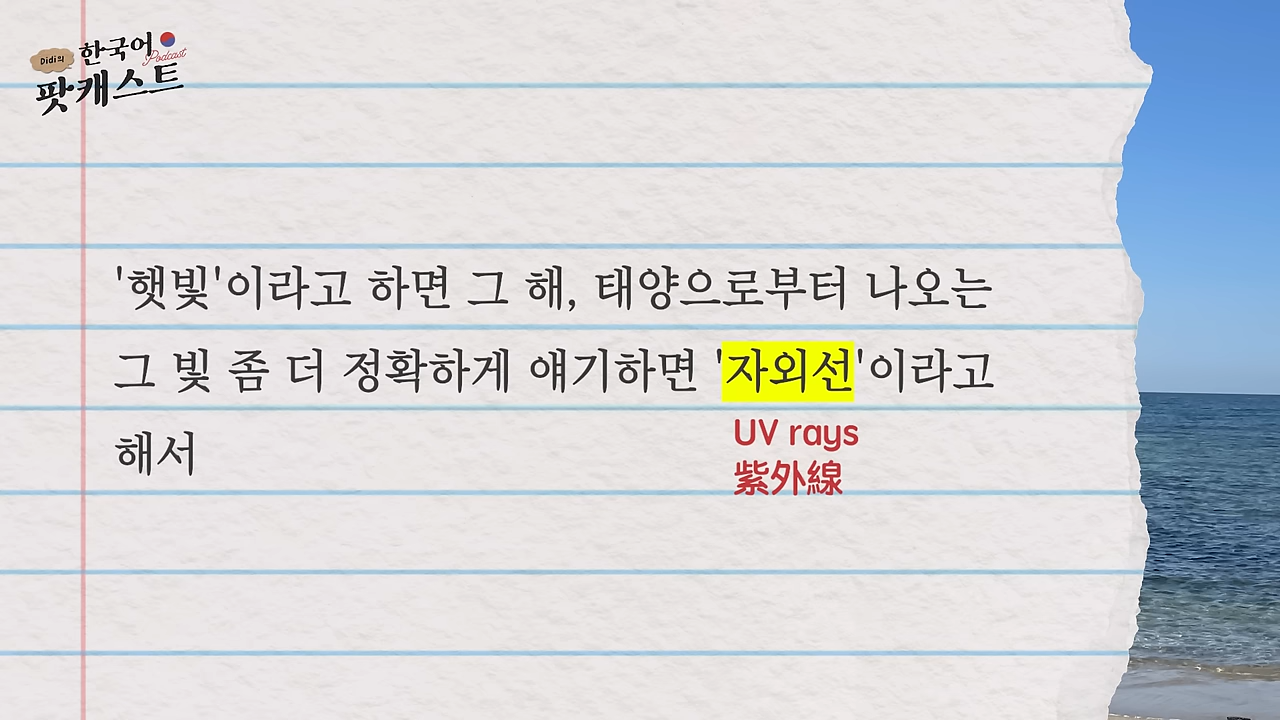 Didi의
한국어
Podcast
팟캐스트
'햇빛'이라고 하면 그 해, 태양으로부터 나오는
그 빛 좀 더 정확하게 얘기하면 '자외선'이라고
해서
UV rays
紫外線